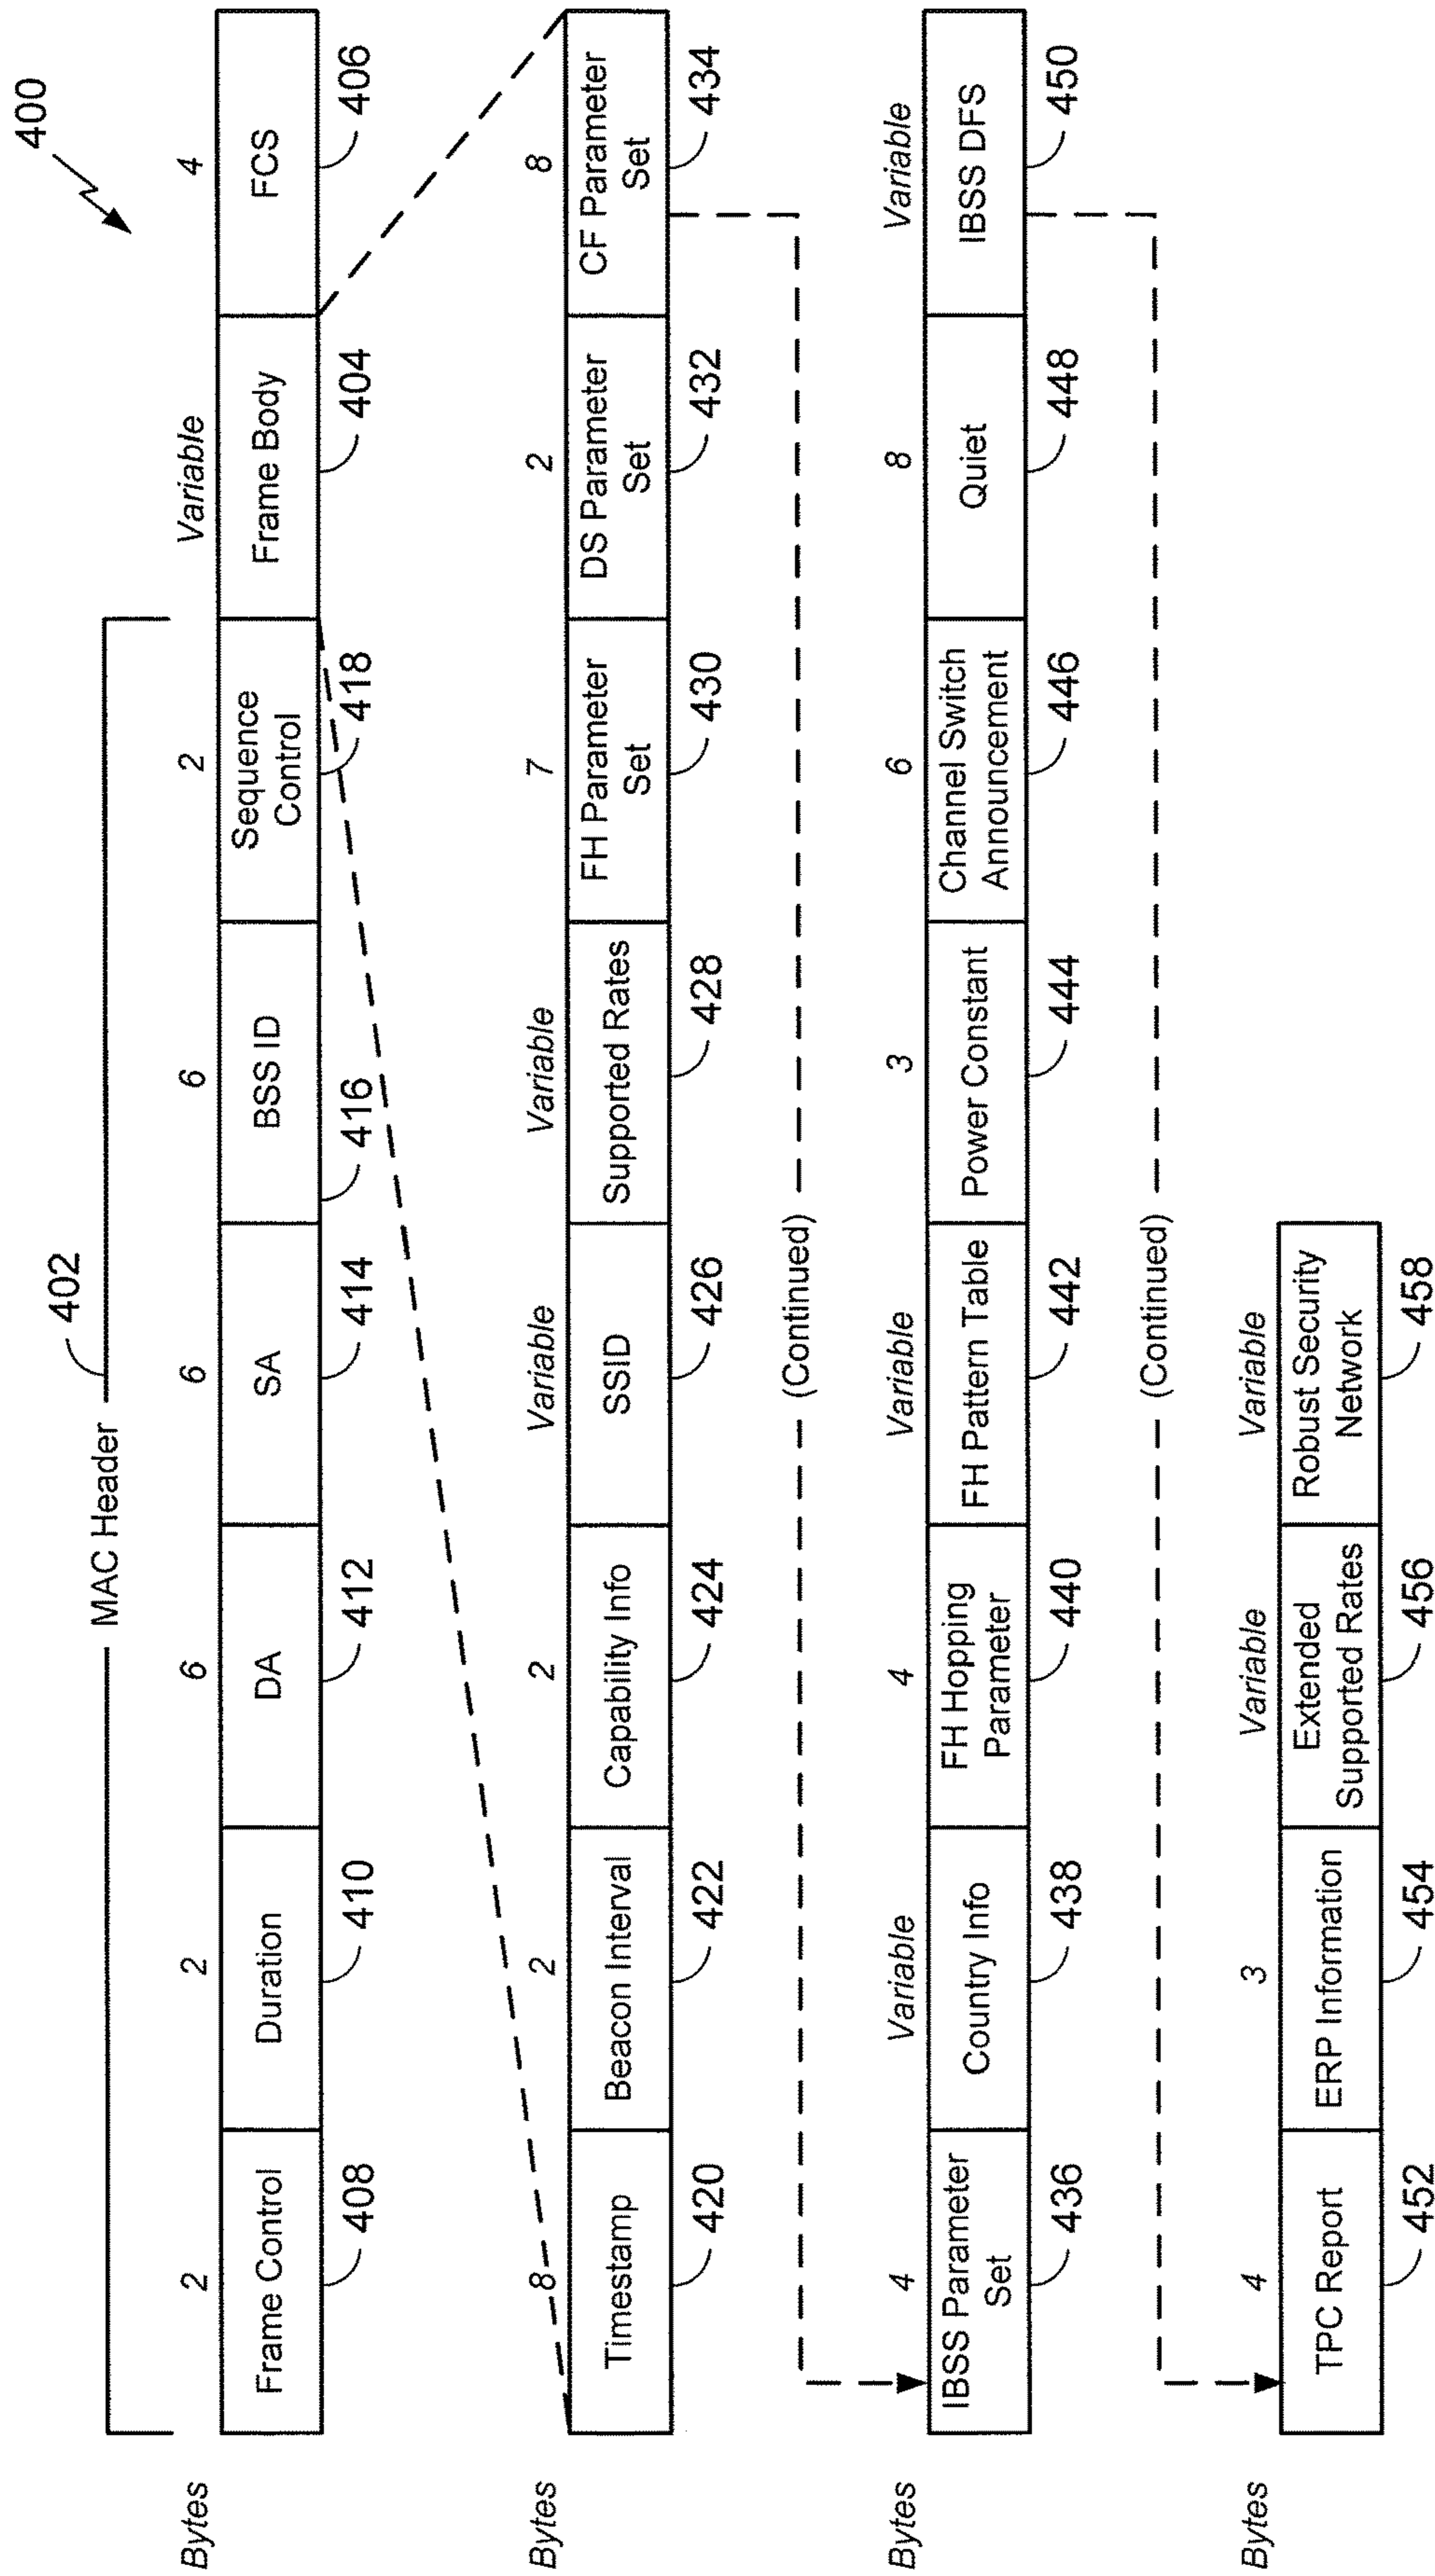 400
402
MAC Header
Bytes
2
2
6
6
6
2
Variable
4
Frame Control
Duration
DA
SA
BSS ID
Sequence
Control
Frame Body
FCS
408
410
412
414
416
418
404
406
Bytes
8
2
2
Variable
Variable
7
2
8
Timestamp
Beacon Interval
Capability Info
SSID
Supported Rates
FH Parameter
Set
DS Parameter
Set
CF Parameter
Set
420
422
424
426
428
430
432
434
(Continued)
Bytes
4
Variable
4
Variable
3
6
8
Variable
IBSS Parameter
Set
Country Info
FH Hopping
Parameter
FH Pattern Table
Power Constant
Channel Switch
Announcement
Quiet
IBSS DFS
436
438
440
442
444
446
448
450
(Continued)
Bytes
4
3
Variable
Variable
TPC Report
ERP Information
Extended
Supported Rates
Robust Security
Network
452
454
456
458